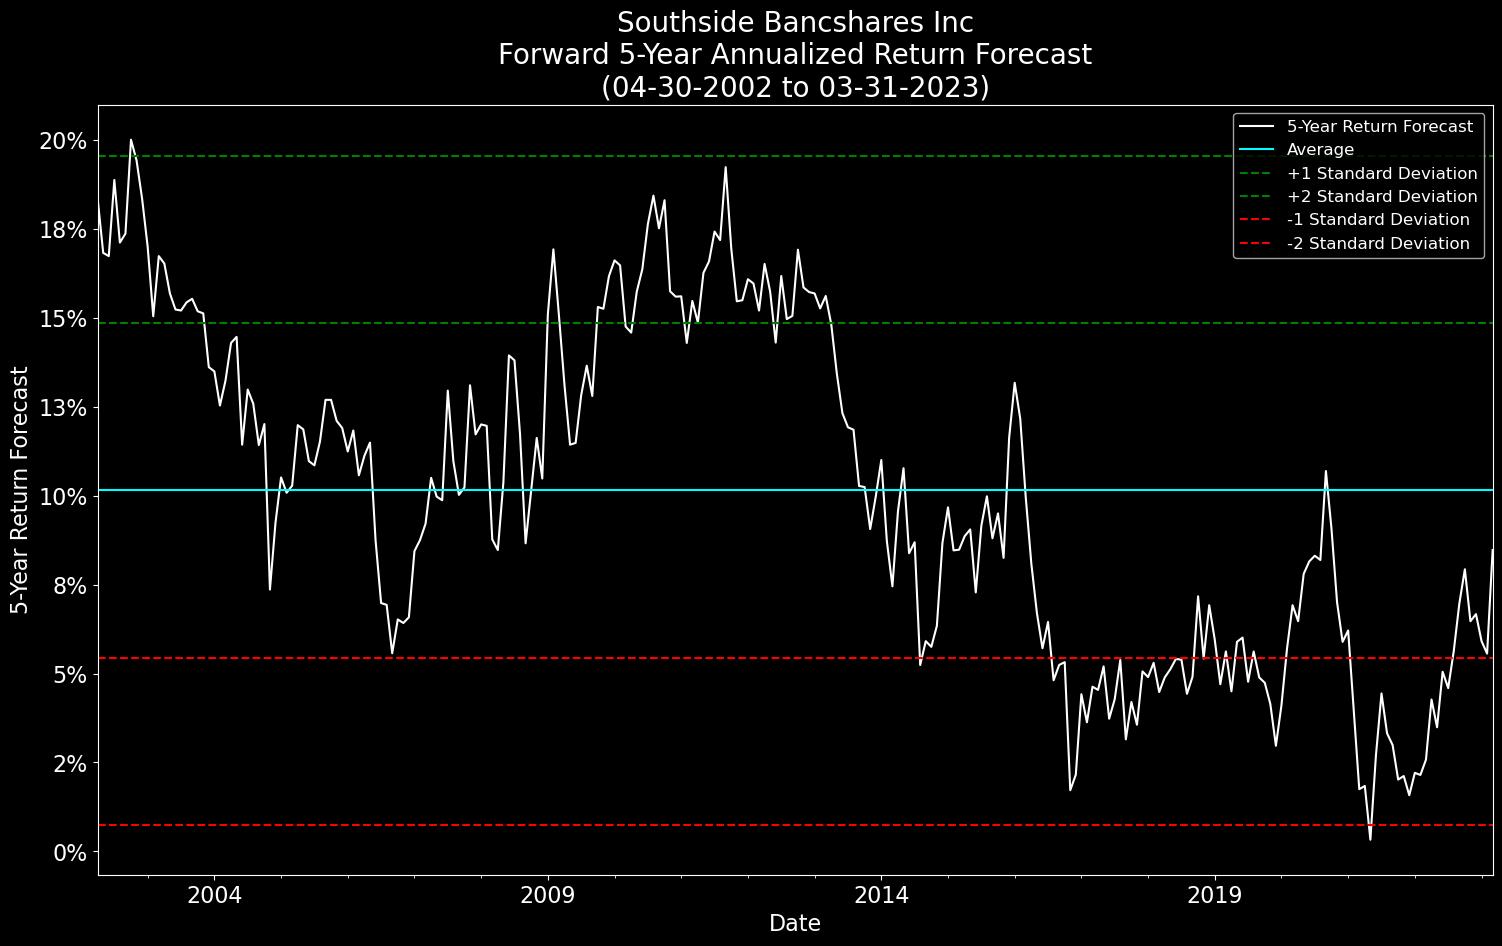 Southside Bancshares Inc
Forward 5-Year Annualized Return Forecast
(04-30-2002 to 03-31-2023)
5-Year Return Forecast
Average
+1 Standard Deviation
+2 Standard Deviation
-1 Standard Deviation
-2 Standard Deviation
5-Year Return Forecast
20%
18%
15%
13%
10%
8%
5%
2%
0%
2004 2009 2014 2019
Date